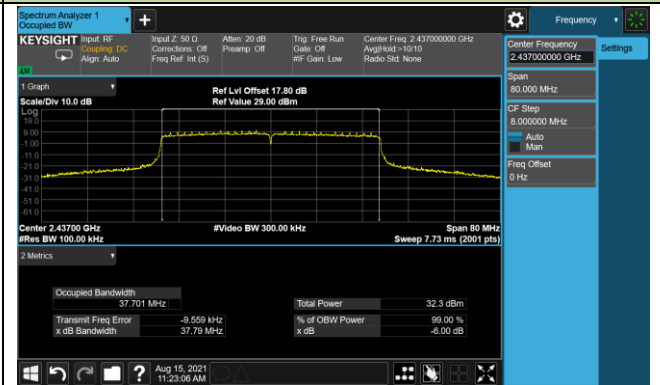 Spectrum Analyzer 1
Occupied BW
Frequency
KEYSIGHT
Input: RF
Coupling: DC
Align: Auto
Input Z: 50 Ω
Corrections: Off
Freq Ref: Int (S)
Atten: 20 dB
Preamp: Off
Trig: Free Run
Gate: Off
#IF Gain: Low
Center Freq: 2.437000000 GHz
Avg|Hold:>10/10
Radio Std: None
Center Frequency
2.437000000 GHz
Settings
Span
80.000 MHz
CF Step
8.000000 MHz
Auto
Man
Freq Offset
0 Hz
1 Graph
Scale/Div 10.0 dB
Ref Lvl Offset 17.80 dB
Ref Value 29.00 dBm
Log
19.0
9.00
-1.00
-11.0
-21.0
-31.0
-41.0
-51.0
-61.0
Center 2.43700 GHz
#Video BW 300.00 kHz
Span 80 MHz
#Res BW 100.00 kHz
Sweep 7.73 ms (2001 pts)
2 Metrics
Occupied Bandwidth
37.701 MHz
Total Power 32.3 dBm
Transmit Freq Error -9.559 kHz
% of OBW Power 99.00 %
x dB Bandwidth 37.79 MHz
x dB -6.00 dB
?
Aug 15, 2021
11:23:06 AM